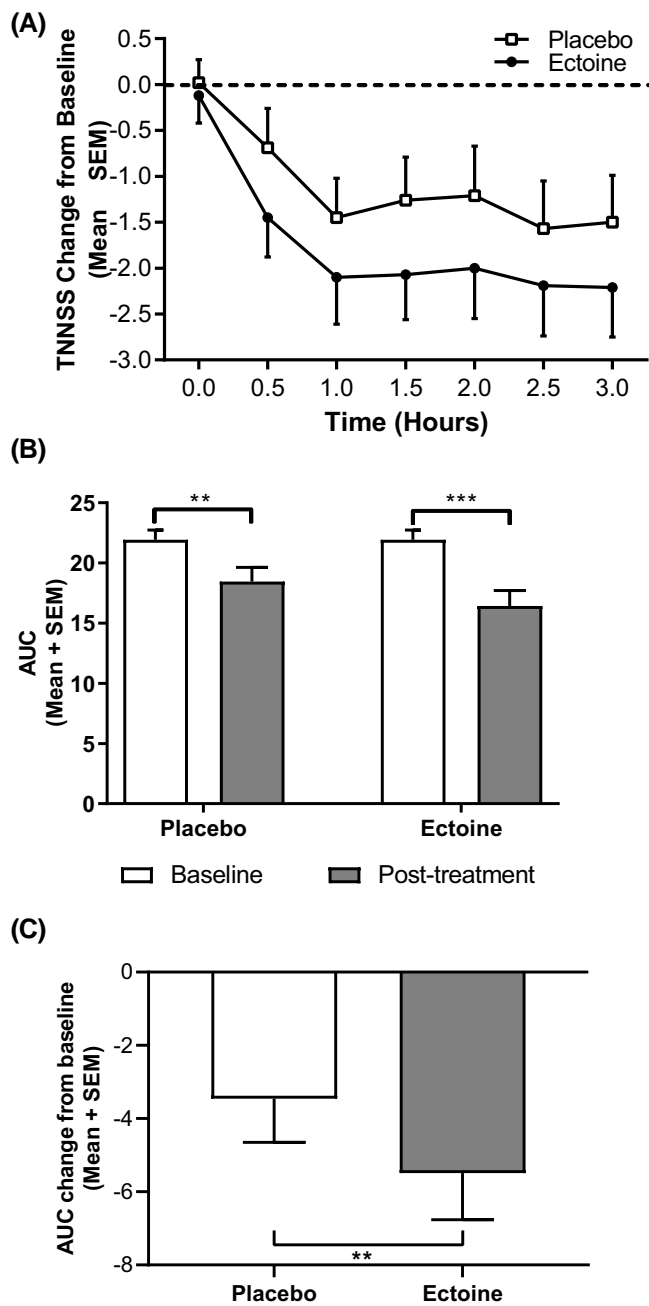 (A)
TNNSS Change from Baseline
(Mean SEM)
0.5
0.0
-0.5
-1.0
-1.5
-2.0
-2.5
-3.0
Placebo
Ectoine
0.0 0.5 1.0 1.5 2.0 2.5 3.0
Time (Hours)
(B)
AUC
(Mean + SEM)
25
20
15
10
5
0
** ***
Placebo Ectoine
Baseline Post-treatment
(C)
AUC change from baseline
(Mean + SEM)
0
-2
-4
-6
-8
**
Placebo Ectoine